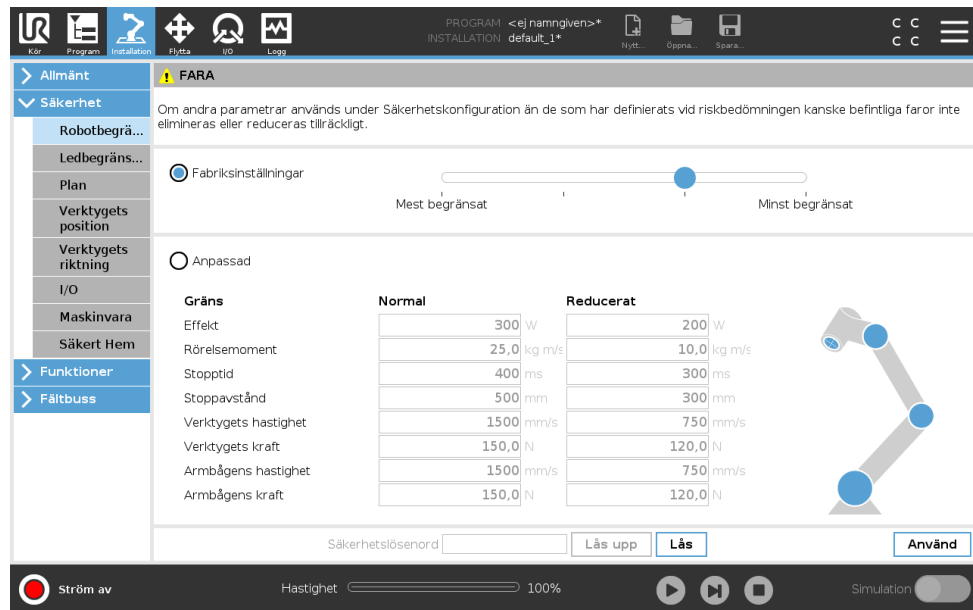 UR
PROGRAM <ej namngiven>*
INSTALLATION default_1*
C C
C C
Kör Program Installation Flytta I/O Logg Nytt... Öppna... Spara...
Allmänt
Säkerhet
Robotbegrä...
Ledbegräns...
Plan
Verktygets
position
Verktygets
riktning
I/O
Maskinvara
Säkert Hem
Funktioner
Fältbuss
FARA
Om andra parametrar används under Säkerhetskonfiguration än de som har definierats vid riskbedömningen kanske befintliga faror inte
elimineras eller reduceras tillräckligt.
Fabriksinställningar
Mest begränsat Minst begränsat
Anpassad
Gräns Normal Reducerat
Effekt 300 W 200 W
Rörelsemoment 25,0 kg m/s 10,0 kg m/s
Stopptid 400 ms 300 ms
Stoppavstånd 500 mm 300 mm
Verktygets hastighet 1500 mm/s 750 mm/s
Verktygets kraft 150,0 N 120,0 N
Armbågens hastighet 1500 mm/s 750 mm/s
Armbågens kraft 150,0 N 120,0 N
Säkerhetslösenord Lås upp Lås Använd
Ström av Hastighet 100% Simulation